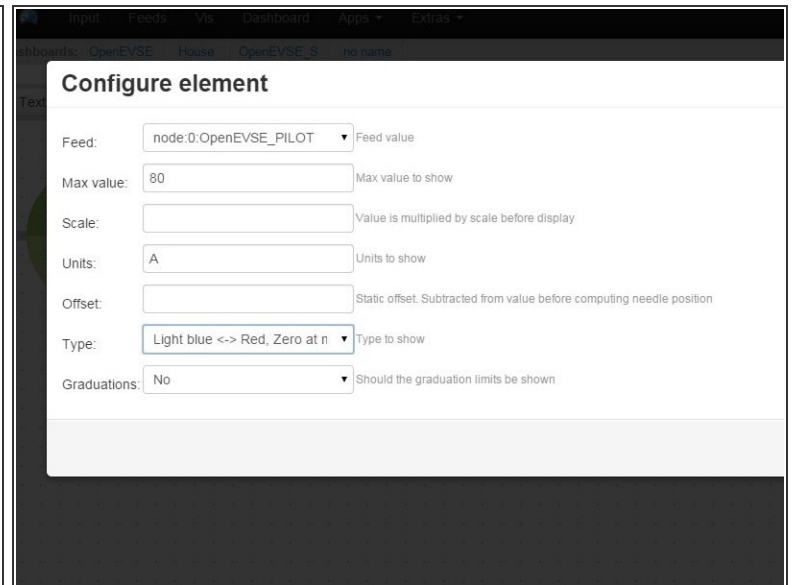 Input Feeds Vis Dashboard Apps Extras
shboards: OpenEVSE House OpenEVSE_S no name
Text
Configure element
Feed: node:0:OpenEVSE_PILOT Feed value
Max value: 80 Max value to show
Scale: Value is multiplied by scale before display
Units: A Units to show
Offset: Static offset. Subtracted from value before computing needle position
Type: Light blue <-> Red, Zero at n Type to show
Graduations: No Should the graduation limits be shown